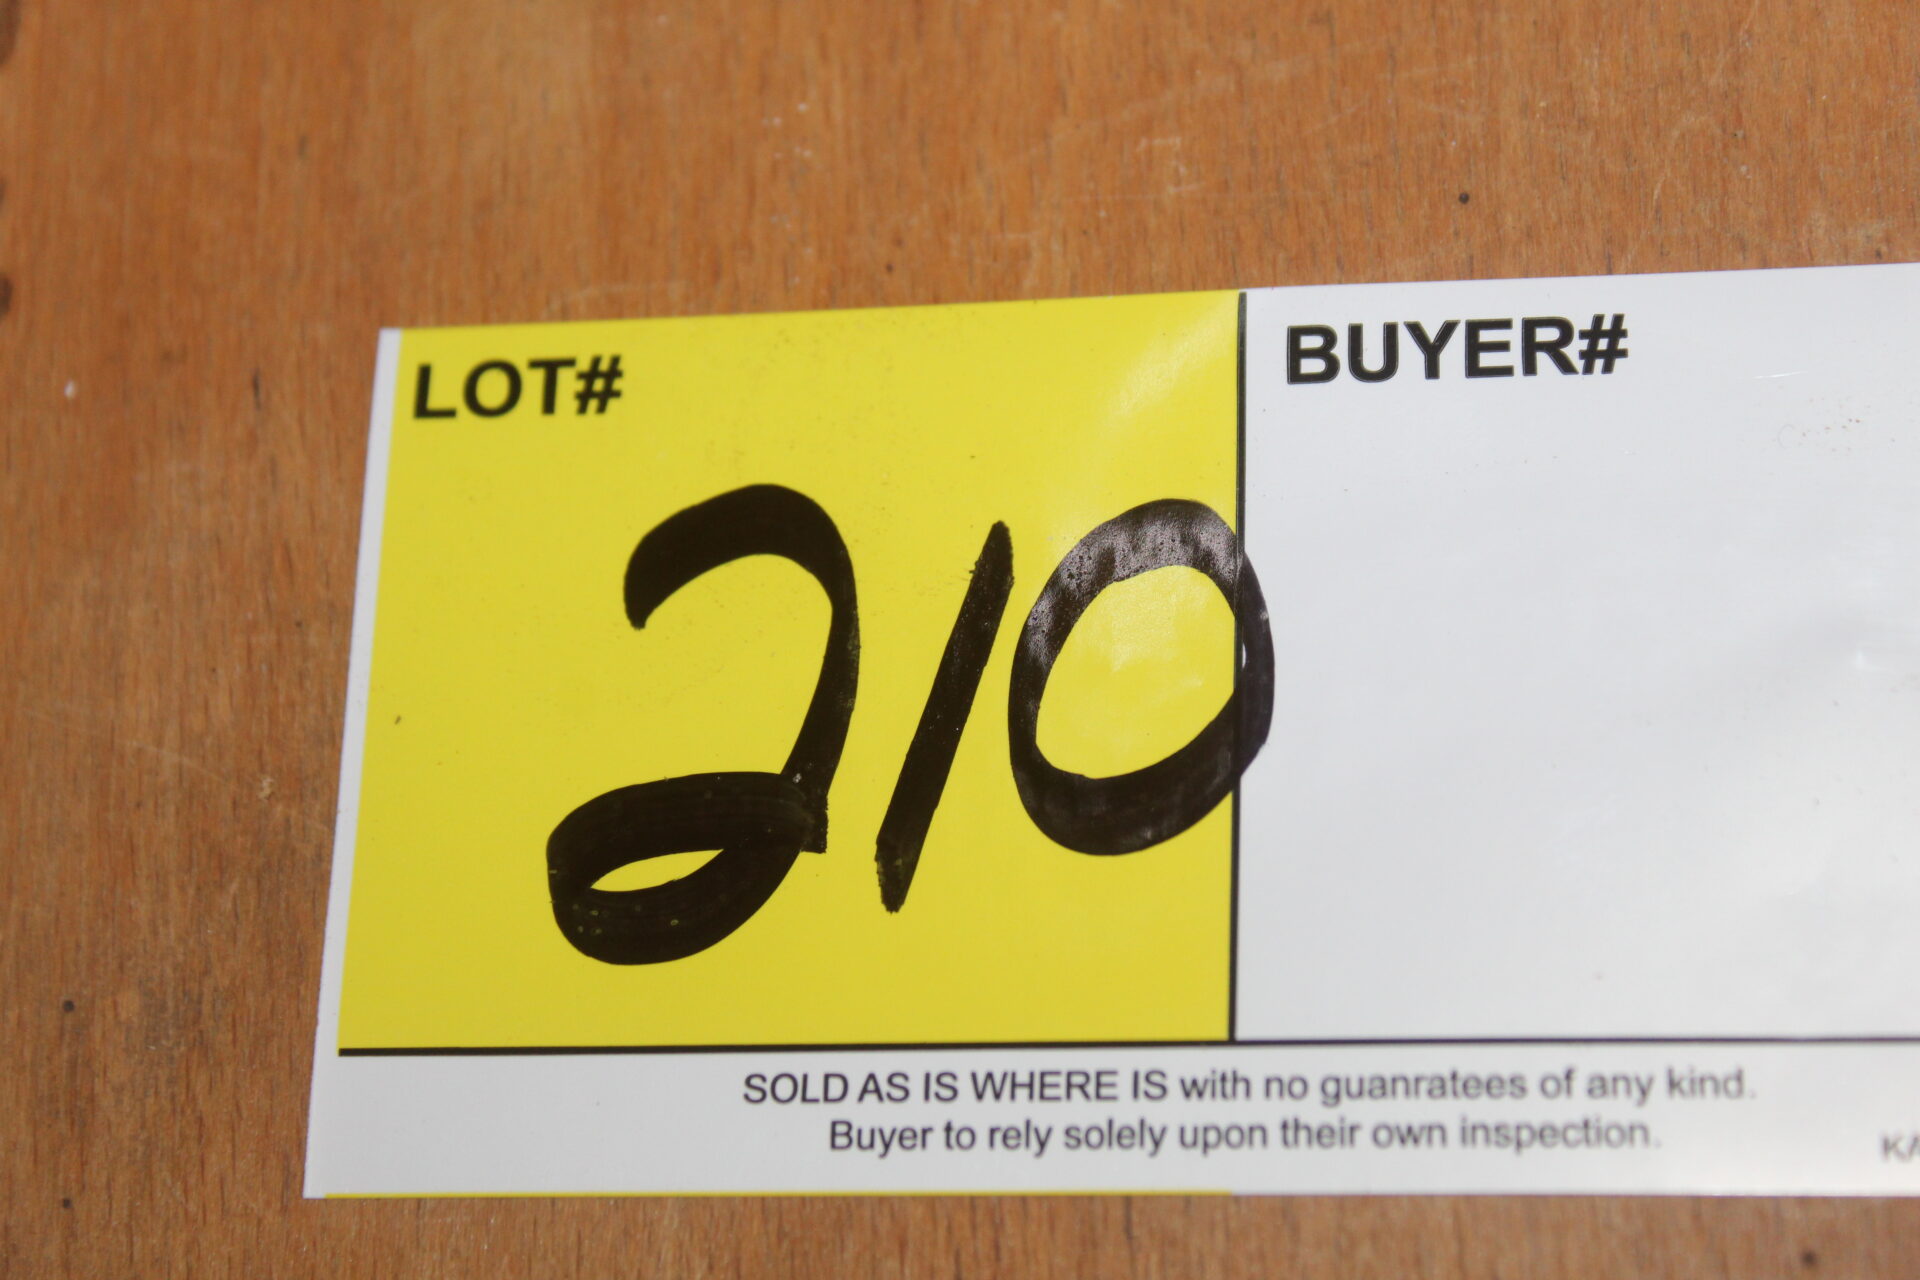 LOT#
BUYER#
210
SOLD AS IS WHERE IS with no guanratees of any kind.
Buyer to rely solely upon their own inspection.